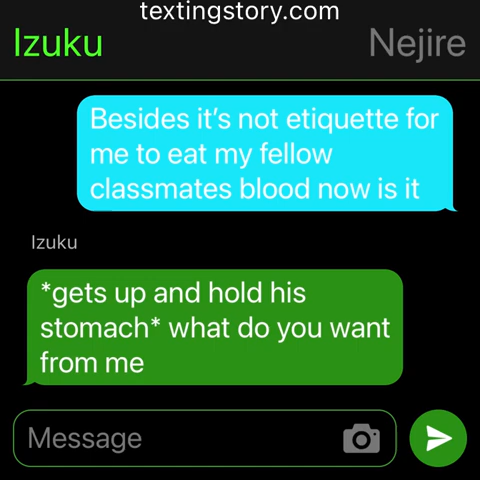 textingstory.com
Izuku Nejire
Besides it's not etiquette for
me to eat my fellow
classmates blood now is it
Izuku
*gets up and hold his
stomach* what do you want
from me
Message